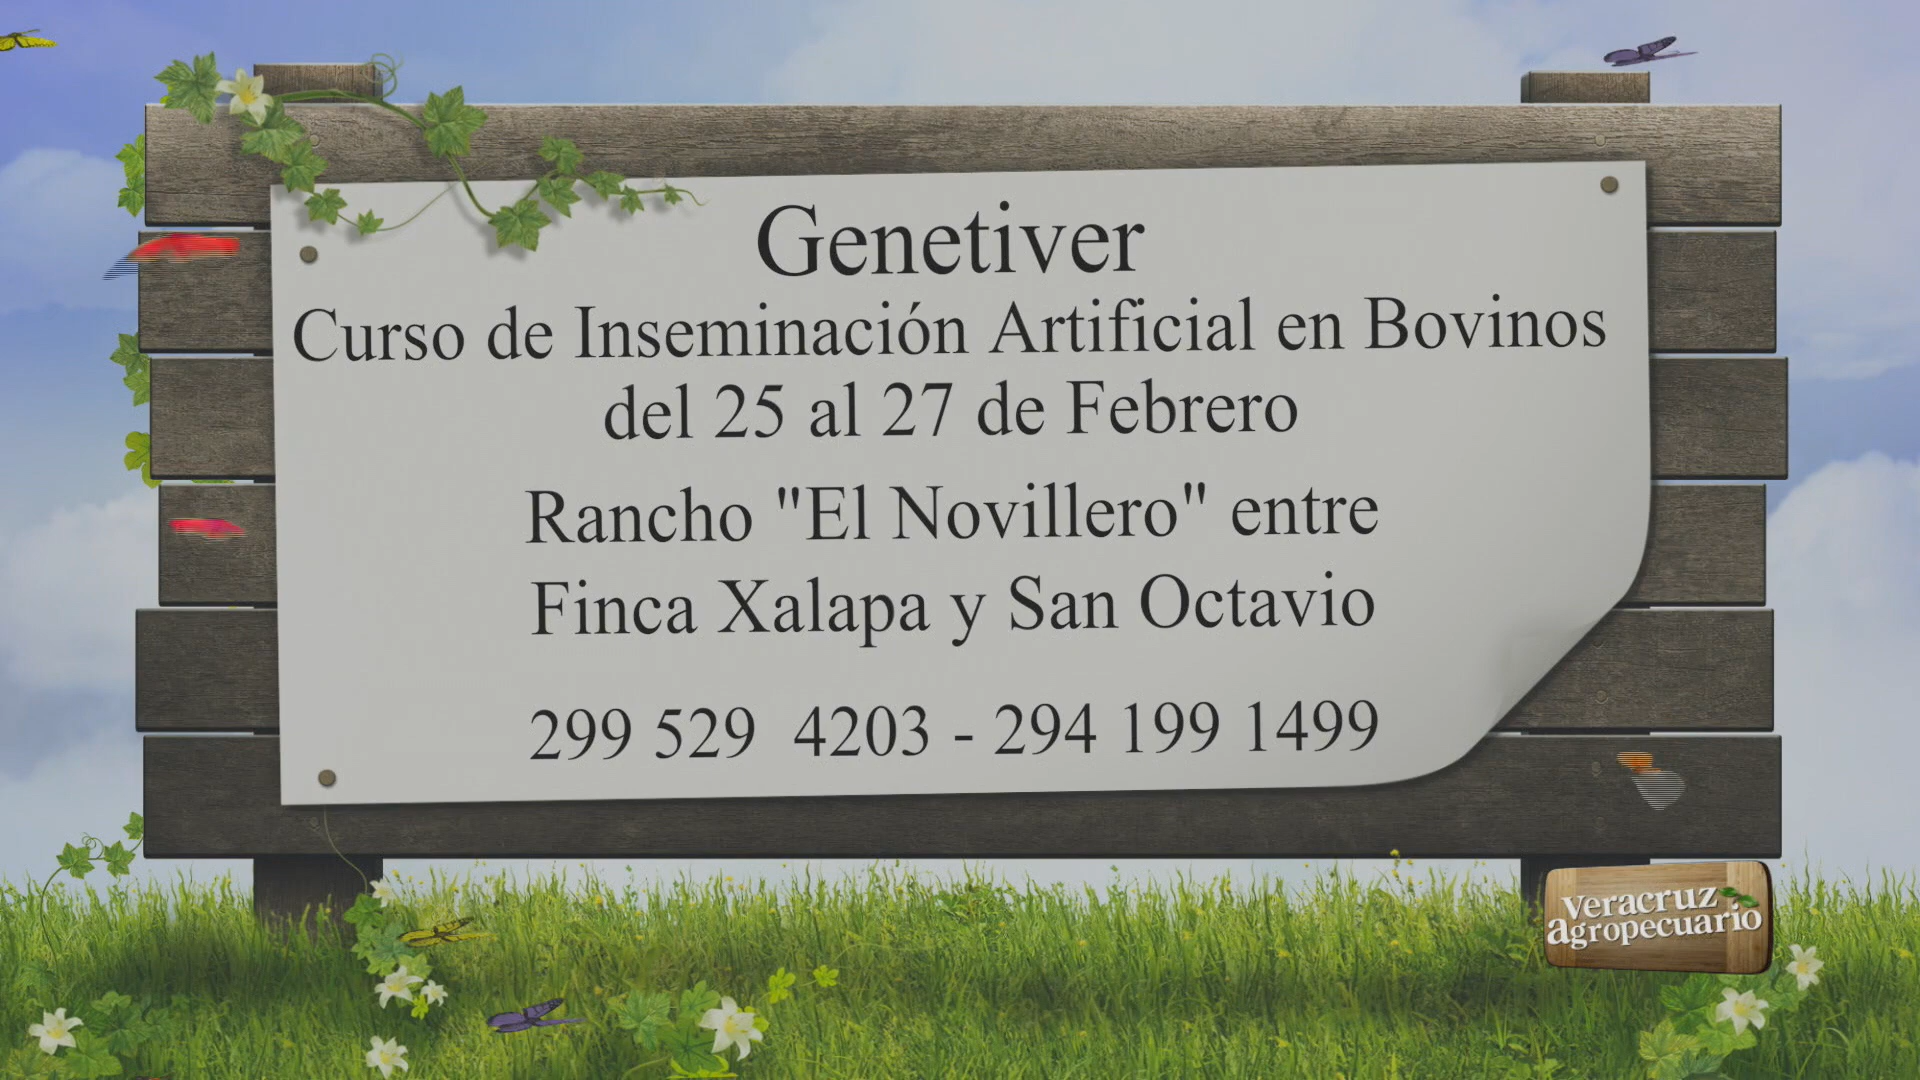 Genetiver
Curso de Inseminación Artificial en Bovinos
del 25 al 27 de Febrero
Rancho "El Novillero" entre
Finca Xalapa y San Octavio
299 529  4203 - 294 199 1499
veracruz
agropecuario